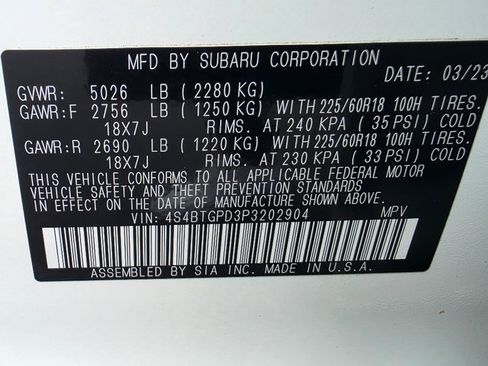 MFD BY SUBARU CORPORATION
DATE: 03/23
GVWR: 5026 LB (2280 KG)
GAWR:F 2756 LB (1250 KG) WITH 225/60R18 100H TIRES.
18X7J RIMS. AT 240 KPA (35 PSI) COLD
GAWR:R 2690 LB (1220 KG) WITH 225/60R18 100H TIRES.
18X7J RIMS. AT 230 KPA (33 PSI) COLD
THIS VEHICLE CONFORMS TO ALL APPLICABLE FEDERAL MOTOR
VEHICLE SAFETY AND THEFT PREVENTION STANDARDS
IN EFFECT ON THE DATE OF MANUFACTURE SHOWN ABOVE.
VIN: 4S4BTGPD3P3202904 MPV
ASSEMBLED BY SIA INC. MADE IN U.S.A.